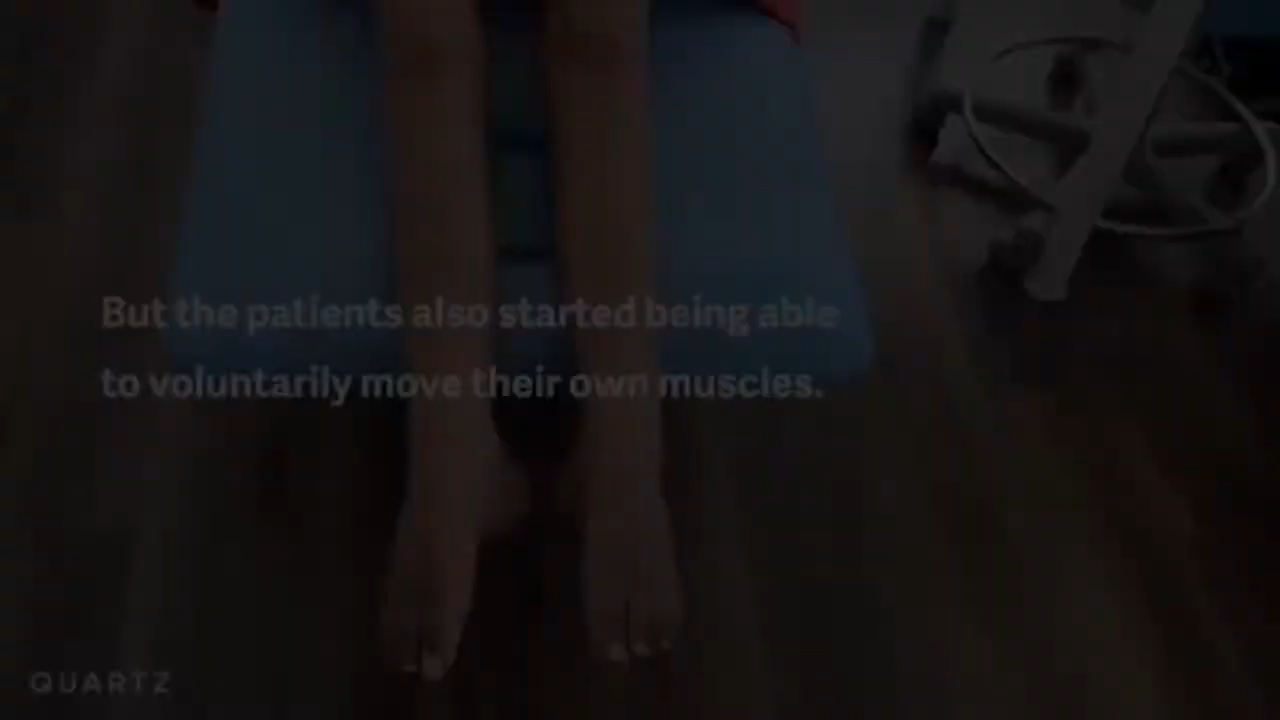 But the patients also started being able
to voluntarily move their own muscles.
QUARTZ